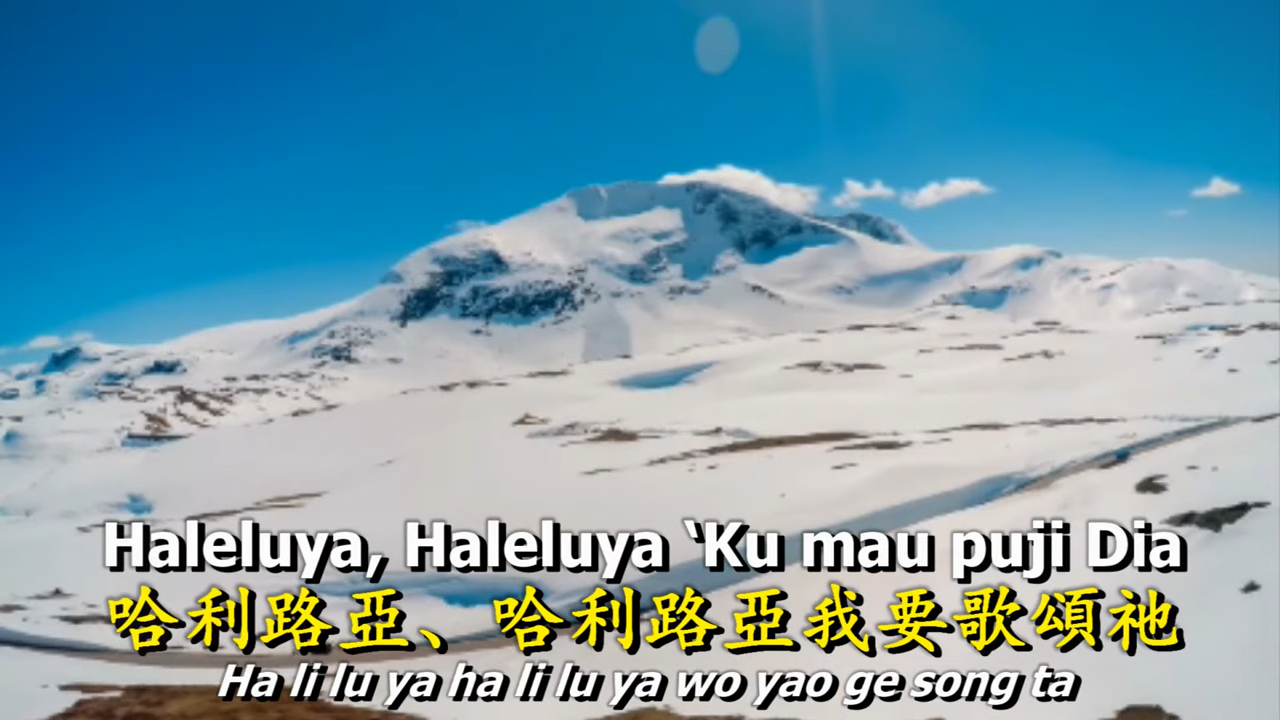 Haleluya, Haleluya ‘Ku mau puji Dia
哈利路亞、哈利路亞我要歌頌祂
Ha li lu ya ha li lu ya wo yao ge song ta